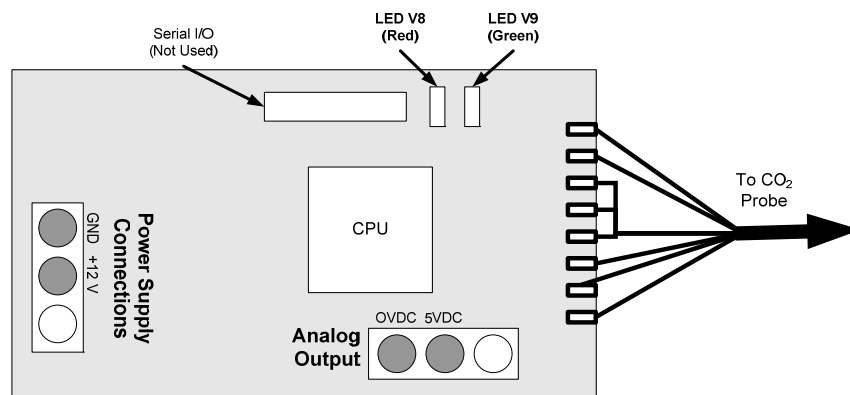 Serial I/O
(Not Used)
LED V8
(Red)
LED V9
(Green)
To CO₂
Probe
CPU
GND +12 V
Power Supply
Connections
OVDC 5VDC
Analog
Output